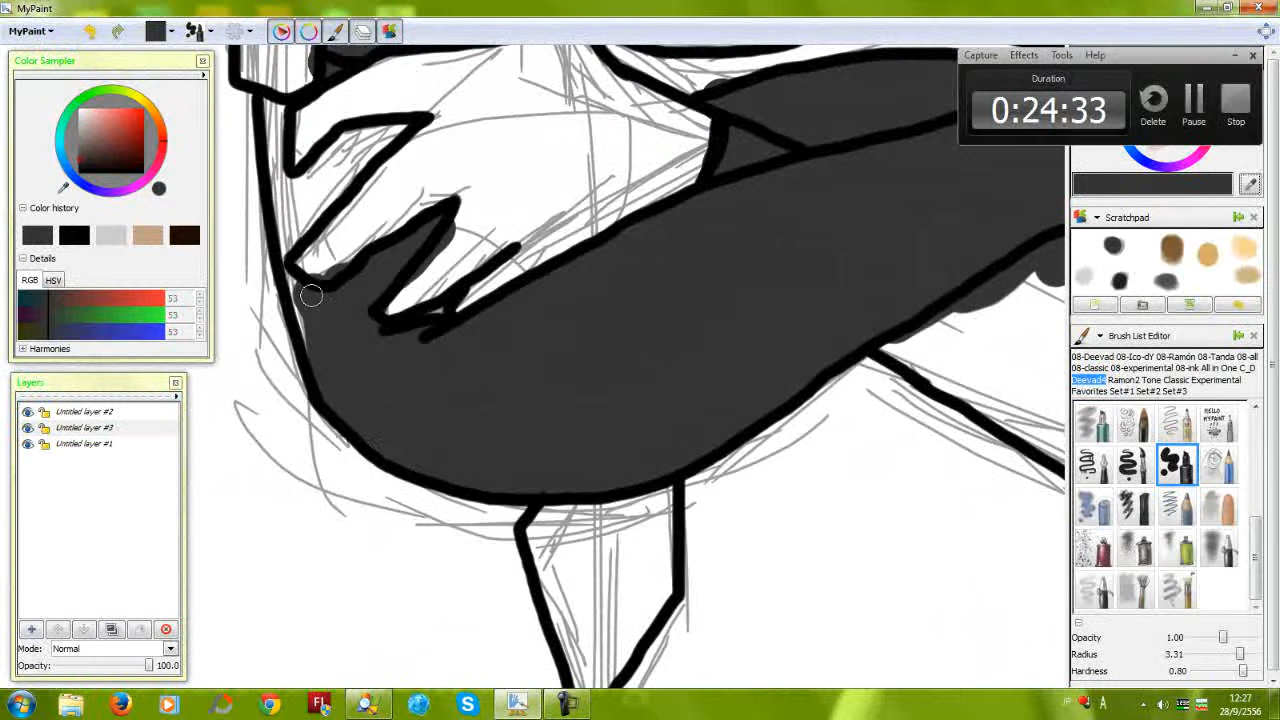 MyPaint
MyPaint
Color Sampler
Color history
Details
RGB HSV
53
53
53
Harmonies
Layers
Untitled layer #2
Untitled layer #3
Untitled layer #1
Mode: Normal
Opacity: 100.0
Capture Effects Tools Help
Duration
0:24:33
Delete Pause Stop
Scratchpad
Brush List Editor
08-Deevad 08-Ico-dY 08-Ramón 08-Tanda 08-all
08-classic 08-experimental 08-ink All in One C_D
Deevad4 Ramon2 Tone Classic Experimental
Favorites Set#1 Set#2 Set#3
HELLO
MYPAINT
Opacity 1.00
Radius 3.31
Hardness 0.80
12:27
28/9/2556